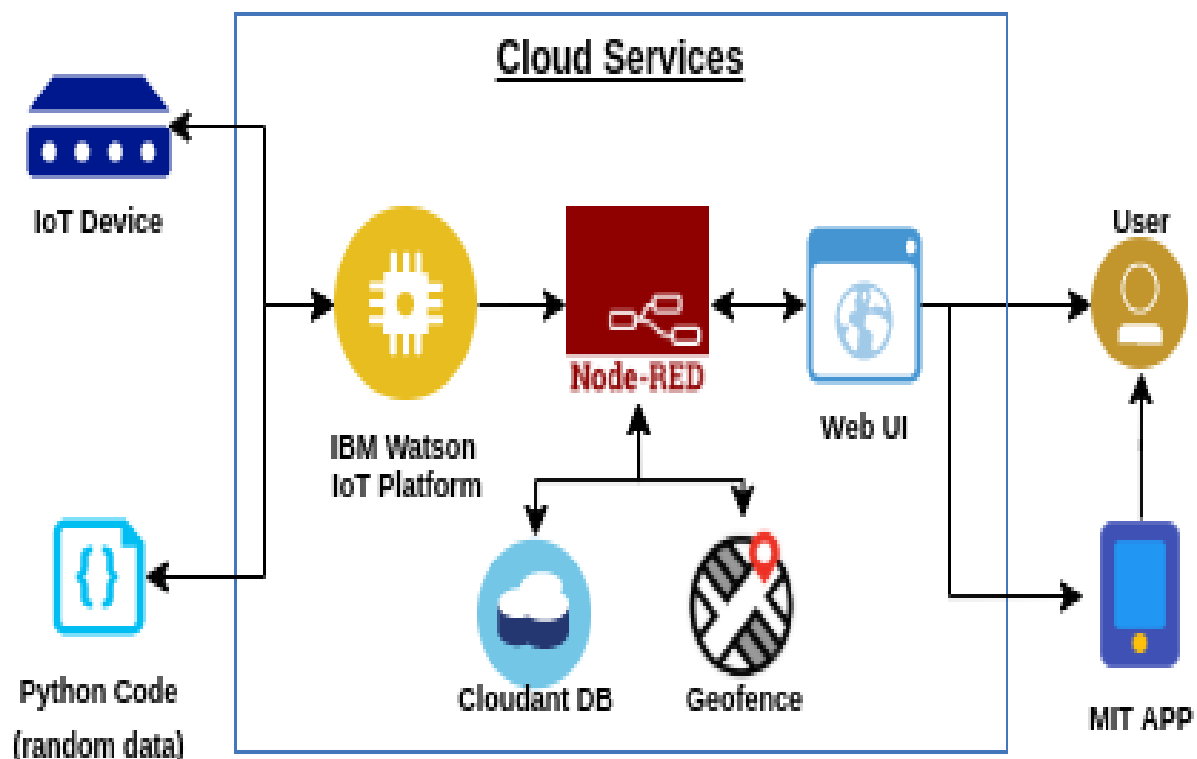 Cloud Services
IoT Device
User
Node-RED
Web UI
IBM Watson
IoT Platform
Python Code
(random data)
Cloudant DB
Geofence
MIT APP